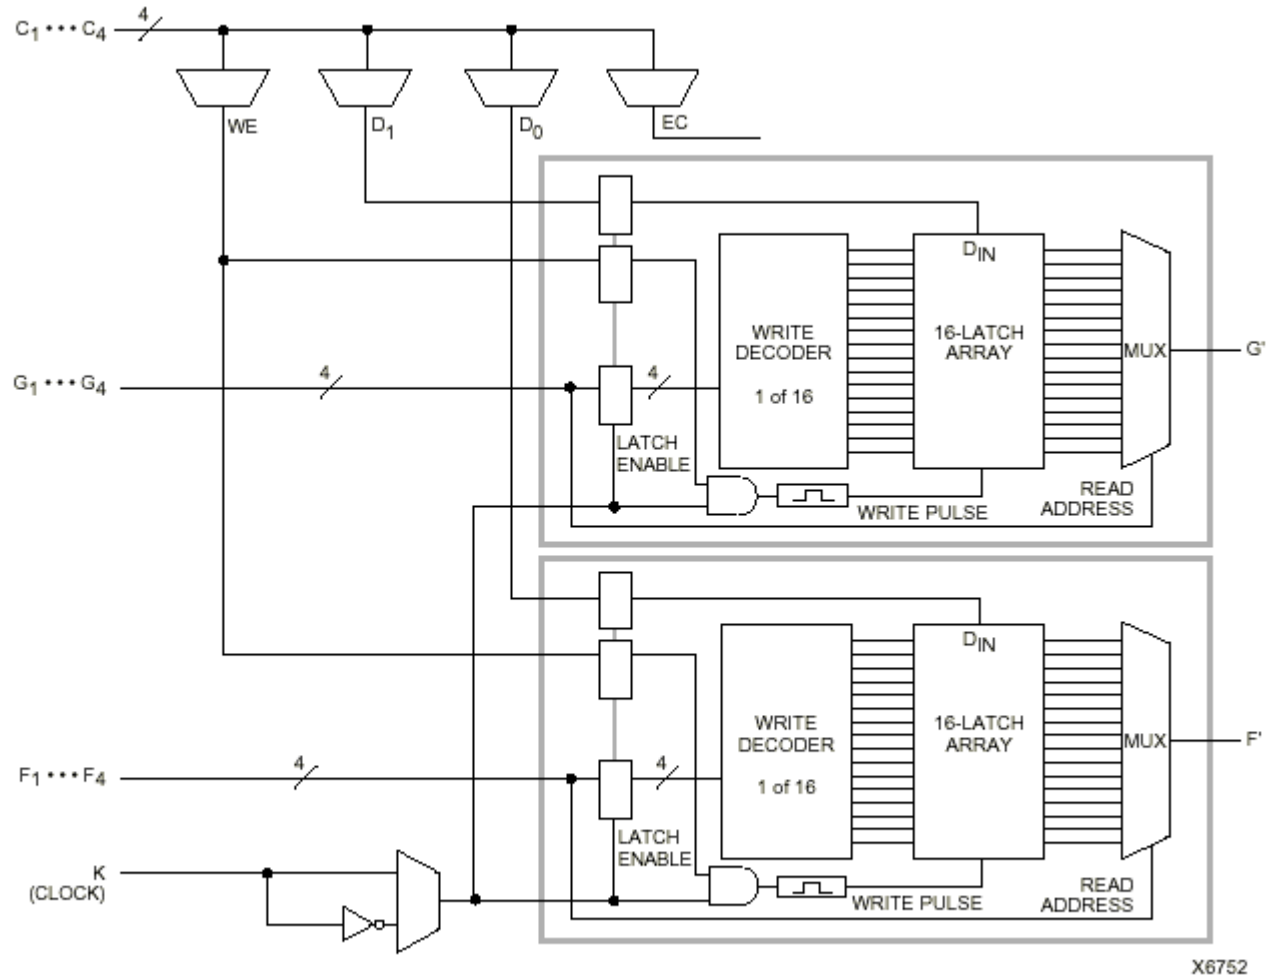 C1 ••• C4
4
WE
D1
D0
EC
DIN
WRITE
DECODER
1 of 16
16-LATCH
ARRAY
MUX
G'
G1 ••• G4
4
4
LATCH
ENABLE
WRITE PULSE
READ
ADDRESS
DIN
WRITE
DECODER
1 of 16
16-LATCH
ARRAY
MUX
F'
F1 ••• F4
4
4
LATCH
ENABLE
WRITE PULSE
READ
ADDRESS
K
(CLOCK)
X6752